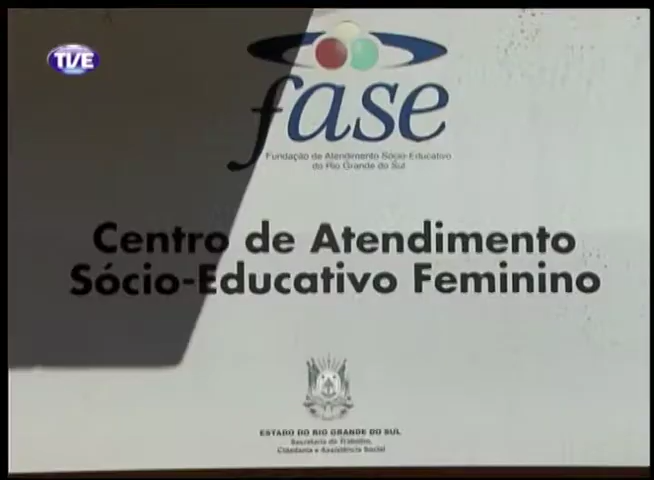 TVE
fase
Fundação de Atendimento Sócio-Educativo
do Rio Grande do Sul
Centro de Atendimento
Sócio-Educativo Feminino
ESTADO DO RIO GRANDE DO SUL
Secretaria do Trabalho,
Cidadania e Assistência Social